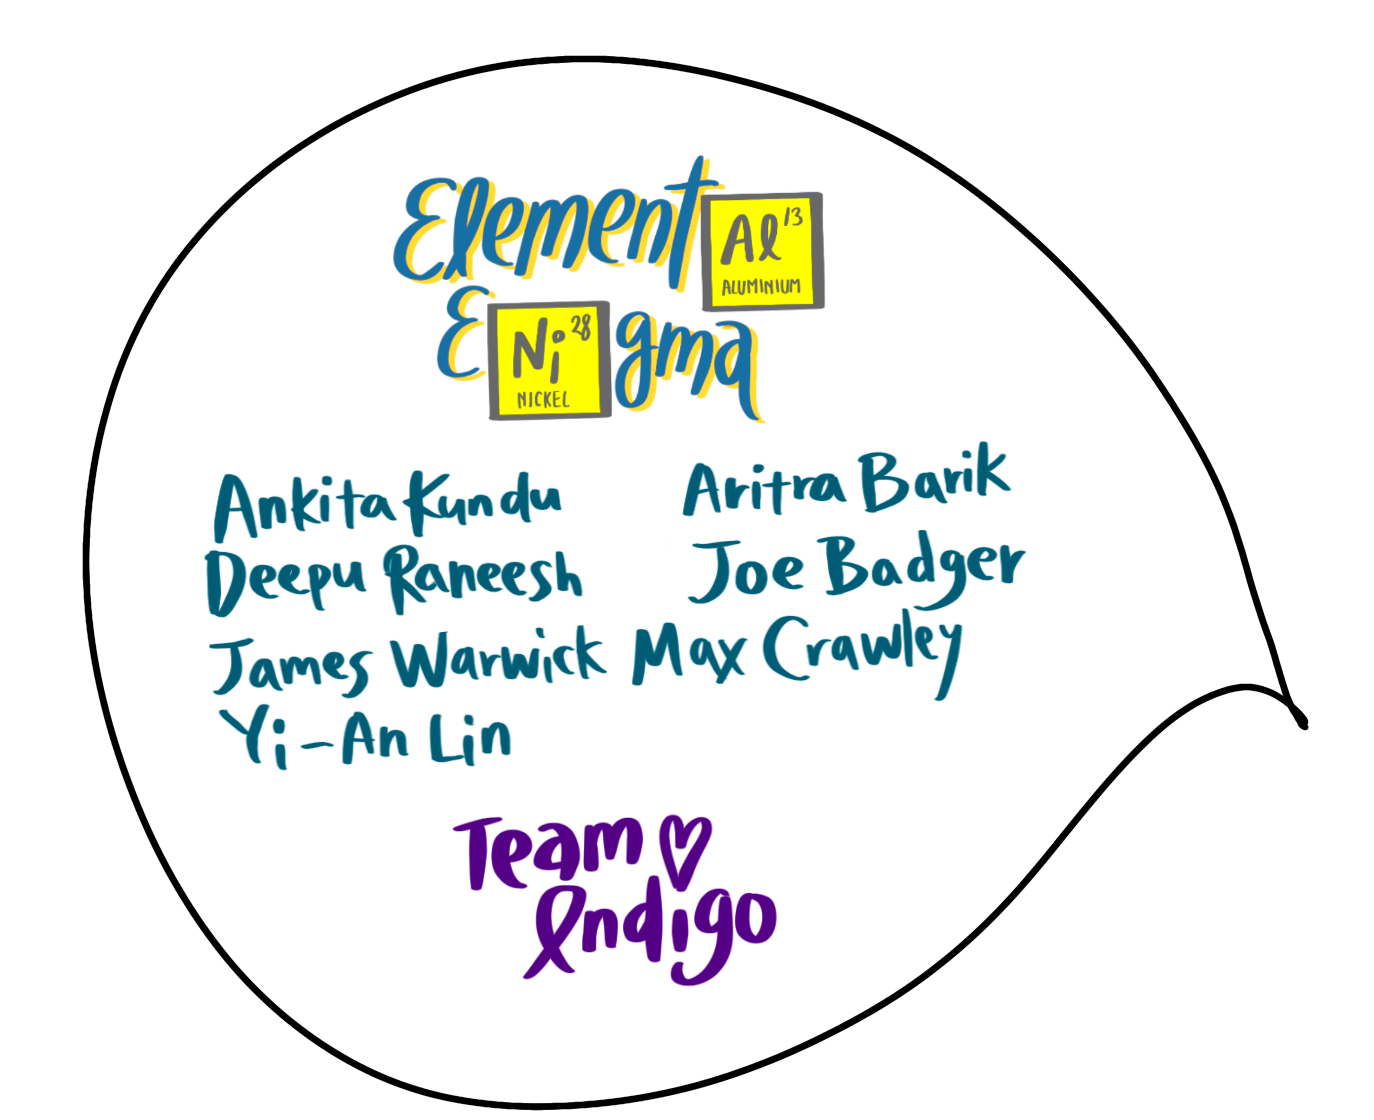 Element Al 13
ALUMINIUM
E Ni 28 gma
NICKEL
Ankita Kundu Aritra Barik
Deepu Raneesh Joe Badger
James Warwick Max Crawley
Yi-An Lin
Team
Indigo